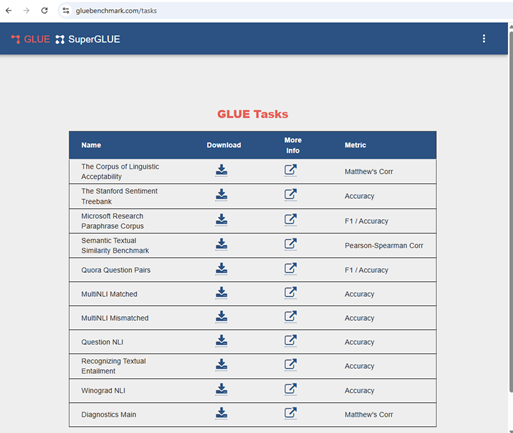 gluebenchmark.com/tasks
GLUE SuperGLUE
GLUE Tasks
Name Download More Info Metric
The Corpus of Linguistic
Acceptability Matthew's Corr
The Stanford Sentiment
Treebank Accuracy
Microsoft Research
Paraphrase Corpus F1 / Accuracy
Semantic Textual
Similarity Benchmark Pearson-Spearman Corr
Quora Question Pairs F1 / Accuracy
MultiNLI Matched Accuracy
MultiNLI Mismatched Accuracy
Question NLI Accuracy
Recognizing Textual
Entailment Accuracy
Winograd NLI Accuracy
Diagnostics Main Matthew's Corr